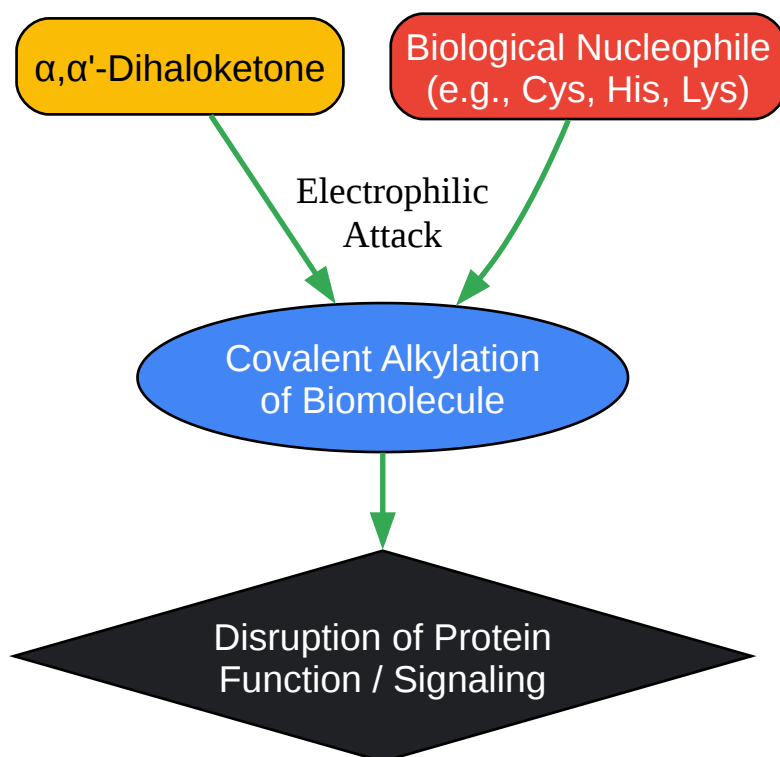 α,α'-Dihaloketone
Biological Nucleophile
(e.g., Cys, His, Lys)
Electrophilic
Attack
Covalent Alkylation
of Biomolecule
Disruption of Protein
Function / Signaling